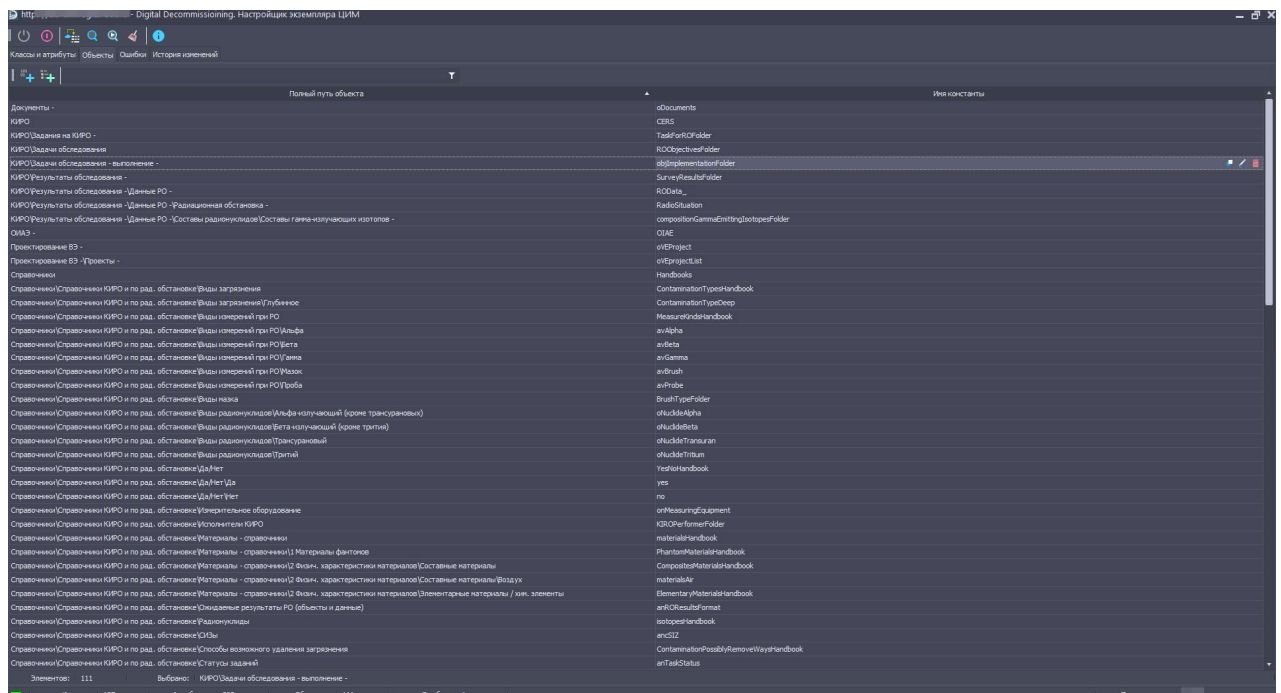 http - Digital Decommissioining. Настройщик экземпляра ЦИМ
Классы и атрибуты Объекты Ошибки История изменений
Полный путь объекта Имя константы
Документы - oDocuments
КИРО CERS
КИРО\Задания на КИРО - TaskForROFolder
КИРО\Задачи обследования ROObjectivesFolder
КИРО\Задачи обследования - выполнение - objImplementationFolder
КИРО\Результаты обследования - SurveyResultsFolder
КИРО\Результаты обследования -\Данные РО - ROData_
КИРО\Результаты обследования -\Данные РО -\Радиационная обстановка - RadioSituation
КИРО\Результаты обследования -\Данные РО -\Составы радионуклидов\Составы гамма-излучающих изотопов - compositionGammaEmittingIsotopesFolder
ОИАЭ - OIAE
Проектирование ВЭ - oVEProject
Проектирование ВЭ -\Проекты - oVEprojectList
Справочники Handbooks
Справочники\Справочники КИРО и по рад. обстановке\Виды загрязнения ContaminationTypesHandbook
Справочники\Справочники КИРО и по рад. обстановке\Виды загрязнения\Глубинное ContaminationTypeDeep
Справочники\Справочники КИРО и по рад. обстановке\Виды измерений при РО MeasureKindsHandbook
Справочники\Справочники КИРО и по рад. обстановке\Виды измерений при РО\Альфа avAlpha
Справочники\Справочники КИРО и по рад. обстановке\Виды измерений при РО\Бета avBeta
Справочники\Справочники КИРО и по рад. обстановке\Виды измерений при РО\Гамма avGamma
Справочники\Справочники КИРО и по рад. обстановке\Виды измерений при РО\Мазок avBrush
Справочники\Справочники КИРО и по рад. обстановке\Виды измерений при РО\Проба avProbe
Справочники\Справочники КИРО и по рад. обстановке\Виды мазка BrushTypeFolder
Справочники\Справочники КИРО и по рад. обстановке\Виды радионуклидов\Альфа-излучающий (кроме трансурановых) oNuclideAlpha
Справочники\Справочники КИРО и по рад. обстановке\Виды радионуклидов\Бета-излучающий (кроме трития) oNuclideBeta
Справочники\Справочники КИРО и по рад. обстановке\Виды радионуклидов\Трансурановый oNuclideTransuran
Справочники\Справочники КИРО и по рад. обстановке\Виды радионуклидов\Тритий oNuclideTritium
Справочники\Справочники КИРО и по рад. обстановке\Да/Нет YesNoHandbook
Справочники\Справочники КИРО и по рад. обстановке\Да/Нет\Да yes
Справочники\Справочники КИРО и по рад. обстановке\Да/Нет\Нет no
Справочники\Справочники КИРО и по рад. обстановке\Измерительное оборудование onMeasuringEquipment
Справочники\Справочники КИРО и по рад. обстановке\Исполнители КИРО KIROPerformerFolder
Справочники\Справочники КИРО и по рад. обстановке\Материалы - справочники materialsHandbook
Справочники\Справочники КИРО и по рад. обстановке\Материалы - справочники\1 Материалы фантомов PhantomMaterialsHandbook
Справочники\Справочники КИРО и по рад. обстановке\Материалы - справочники\2 Физич. характеристики материалов\Составные материалы CompositesMaterialsHandbook
Справочники\Справочники КИРО и по рад. обстановке\Материалы - справочники\2 Физич. характеристики материалов\Составные материалы\Воздух materialsAir
Справочники\Справочники КИРО и по рад. обстановке\Материалы - справочники\2 Физич. характеристики материалов\Элементарные материалы / хим. элементы ElementaryMaterialsHandbook
Справочники\Справочники КИРО и по рад. обстановке\Ожидаемые результаты РО (объекты и данные) anROResultsFormat
Справочники\Справочники КИРО и по рад. обстановке\Радионуклиды isotopesHandbook
Справочники\Справочники КИРО и по рад. обстановке\СИЗы ancSIZ
Справочники\Справочники КИРО и по рад. обстановке\Способы возможного удаления загрязнения ContaminationPossiblyRemoveWaysHandbook
Справочники\Справочники КИРО и по рад. обстановке\Статусы заданий anTaskStatus
Элементов: 111 Выбрано: КИРО\Задачи обследования - выполнение -